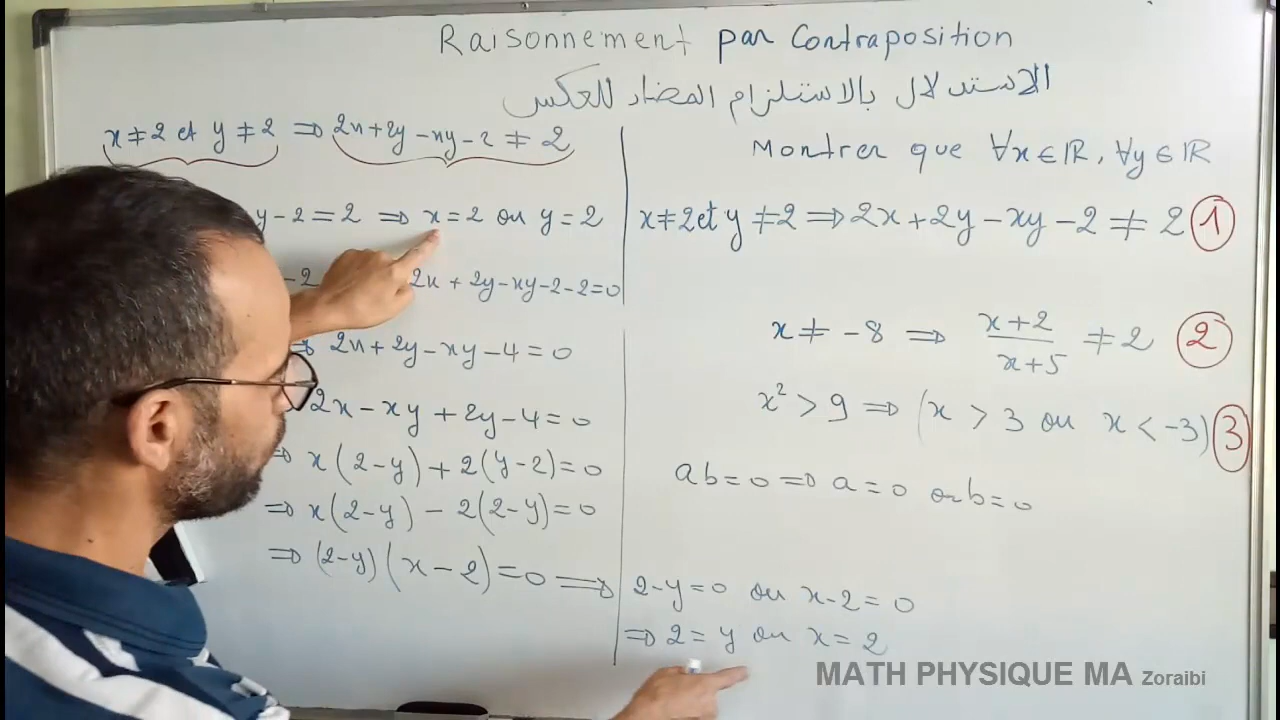 Raisonnement par Contraposition
الاستدلال بالاستلزام المضاد للعكس
x≠2 et y≠2 ⇒ 2x+2y-xy-2≠2
y-2=2 ⇒ x=2 ou y=2
-2 2x+2y-xy-2-2=0
⇒ 2x+2y-xy-4=0
2x-xy+2y-4=0
⇒ x(2-y)+2(y-2)=0
⇒ x(2-y)-2(2-y)=0
⇒ (2-y)(x-2)=0 ⇒ 2-y=0 ou x-2=0
⇒ 2=y ou x=2
Montrer que ∀x∈ℝ, ∀y∈ℝ
x≠2 et y≠2 ⇒ 2x+2y-xy-2≠2 1
x≠-8 ⇒ (x+2)/(x+5) ≠2 2
x²>9 ⇒ (x>3 ou x<-3) 3
ab=0 ⇒ a=0 or b=0
MATH PHYSIQUE MA Zoraibi